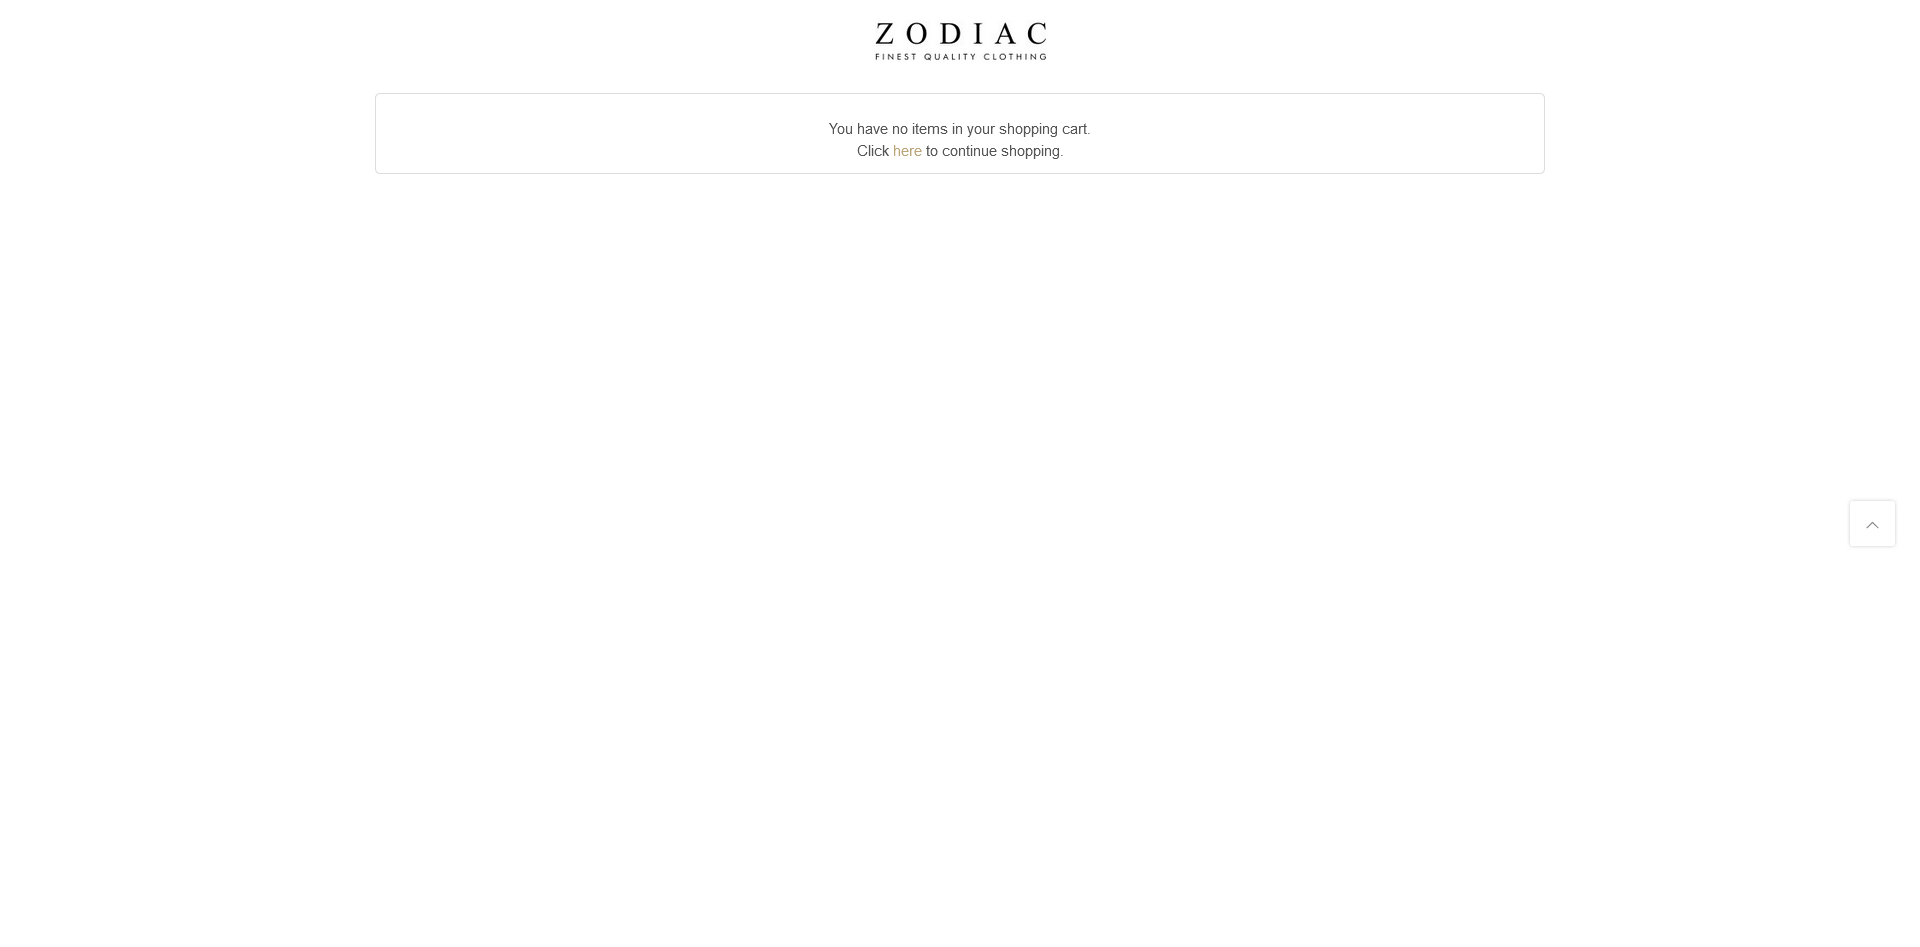 ZODIAC
FINEST QUALITY CLOTHING
You have no items in your shopping cart.
Click here to continue shopping.